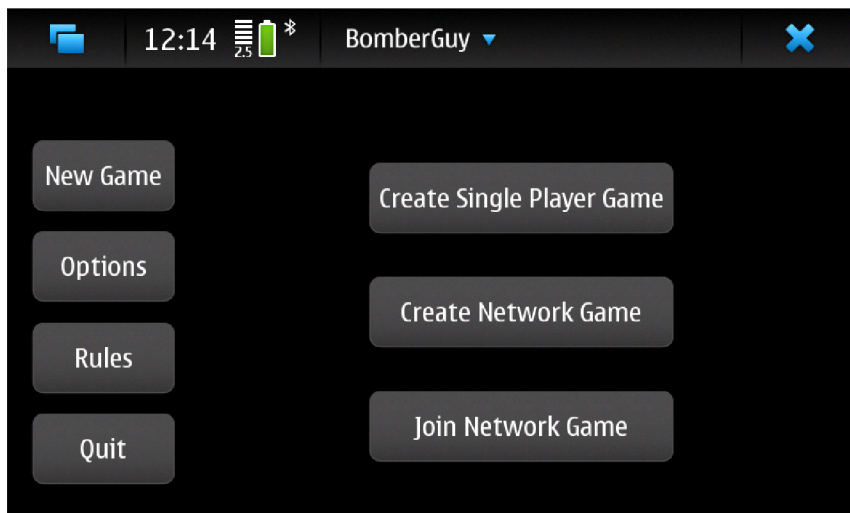 12:14
2.5
BomberGuy
New Game
Options
Rules
Quit
Create Single Player Game
Create Network Game
Join Network Game